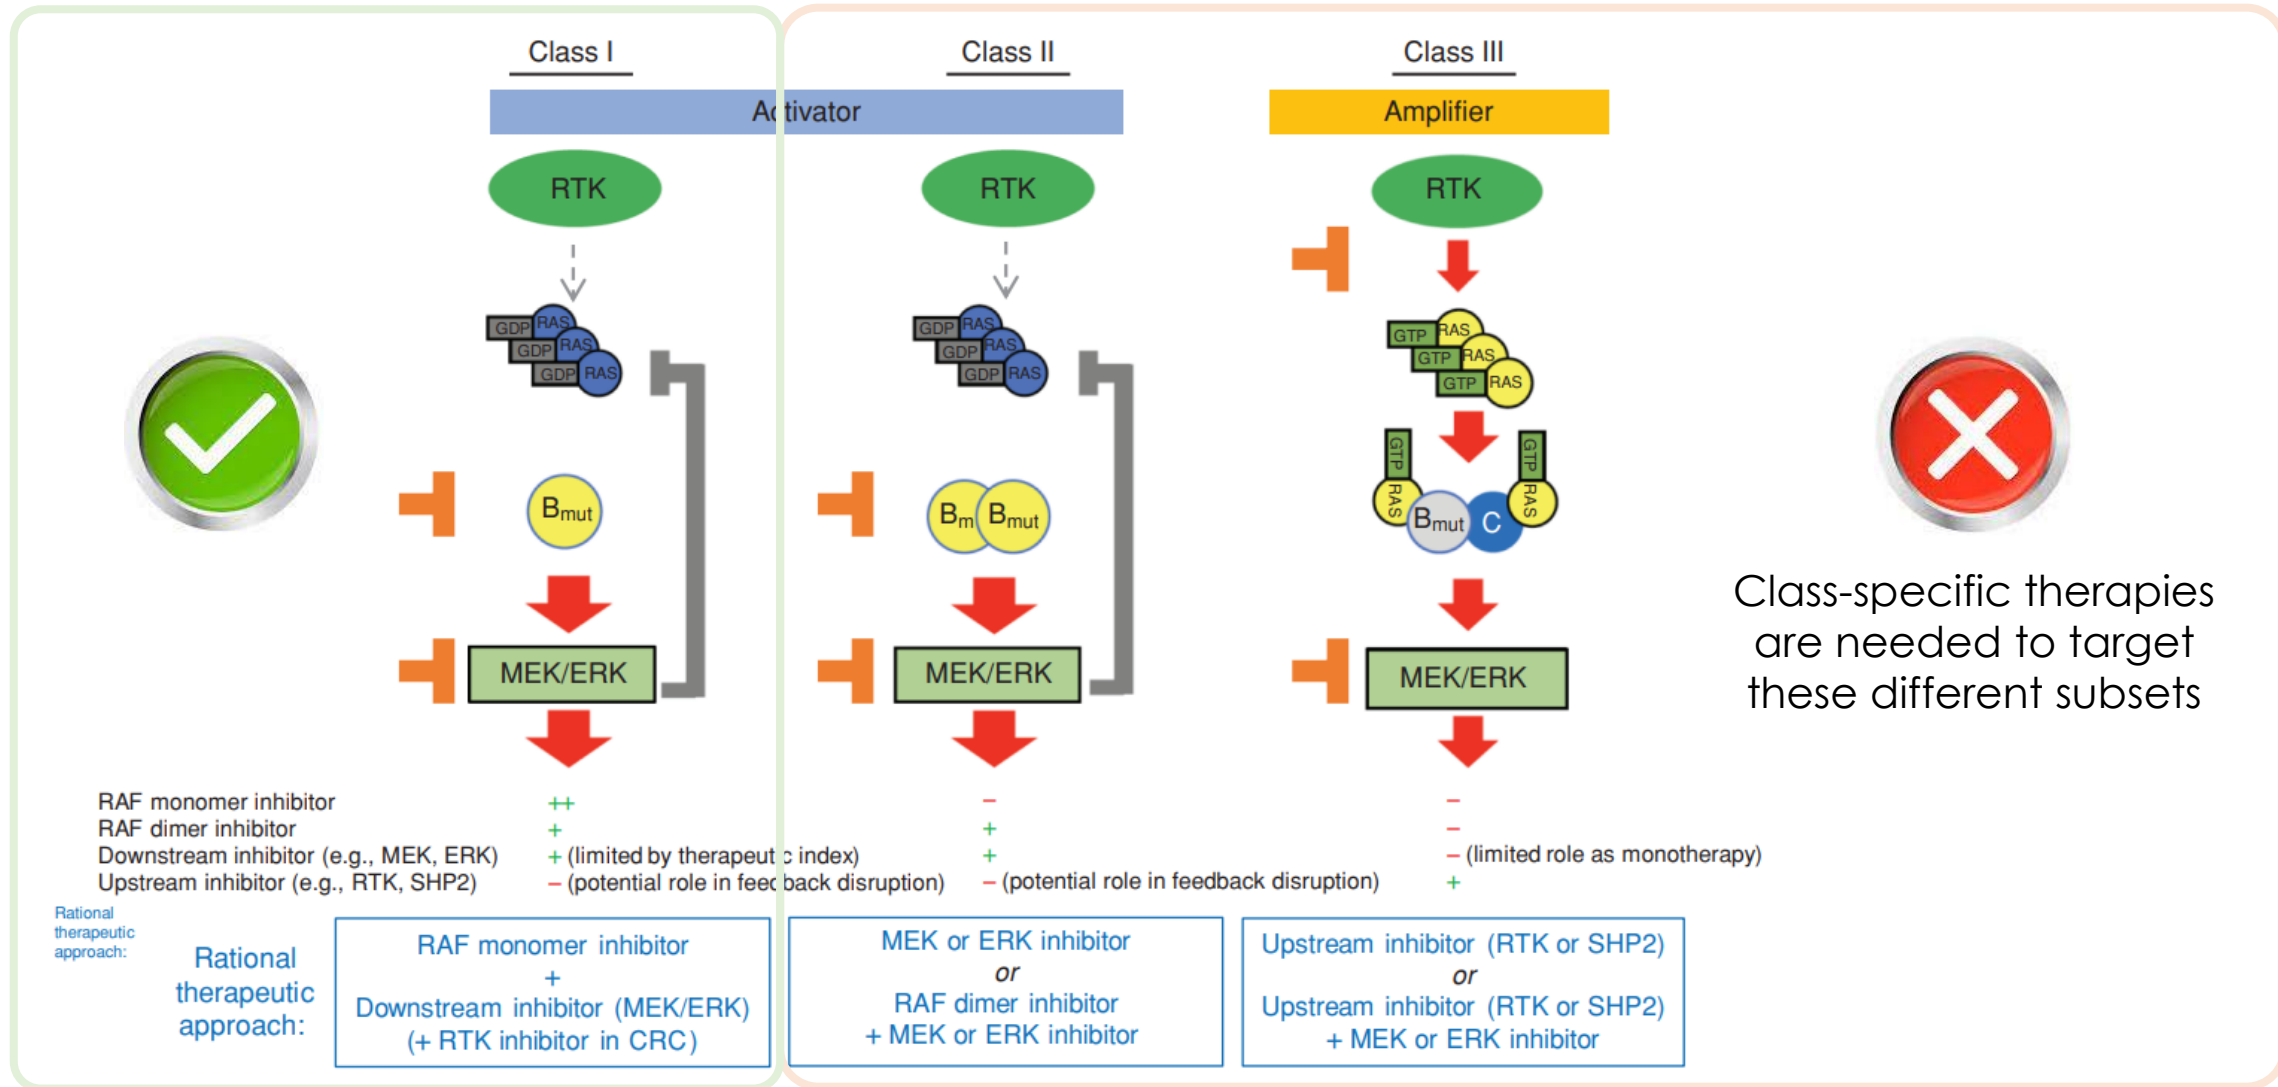 Class I
Class II
Class III
Activator
Amplifier
RTK
RTK
RTK
GDP RAS
GDP RAS
GDP RAS
GDP RAS
GDP RAS
GDP RAS
GTP RAS
GTP RAS
GTP RAS
GTP
RAS
GTP
RAS
Bmut
Bm Bmut
Bmut C
MEK/ERK
MEK/ERK
MEK/ERK
Class-specific therapies
are needed to target
these different subsets
RAF monomer inhibitor ++ – –
RAF dimer inhibitor + + –
Downstream inhibitor (e.g., MEK, ERK) + (limited by therapeutic index) + – (limited role as monotherapy)
Upstream inhibitor (e.g., RTK, SHP2) – (potential role in feedback disruption) – (potential role in feedback disruption) +
Rational
therapeutic
approach:
Rational
therapeutic
approach:
RAF monomer inhibitor
+
Downstream inhibitor (MEK/ERK)
(+ RTK inhibitor in CRC)
MEK or ERK inhibitor
or
RAF dimer inhibitor
+ MEK or ERK inhibitor
Upstream inhibitor (RTK or SHP2)
or
Upstream inhibitor (RTK or SHP2)
+ MEK or ERK inhibitor